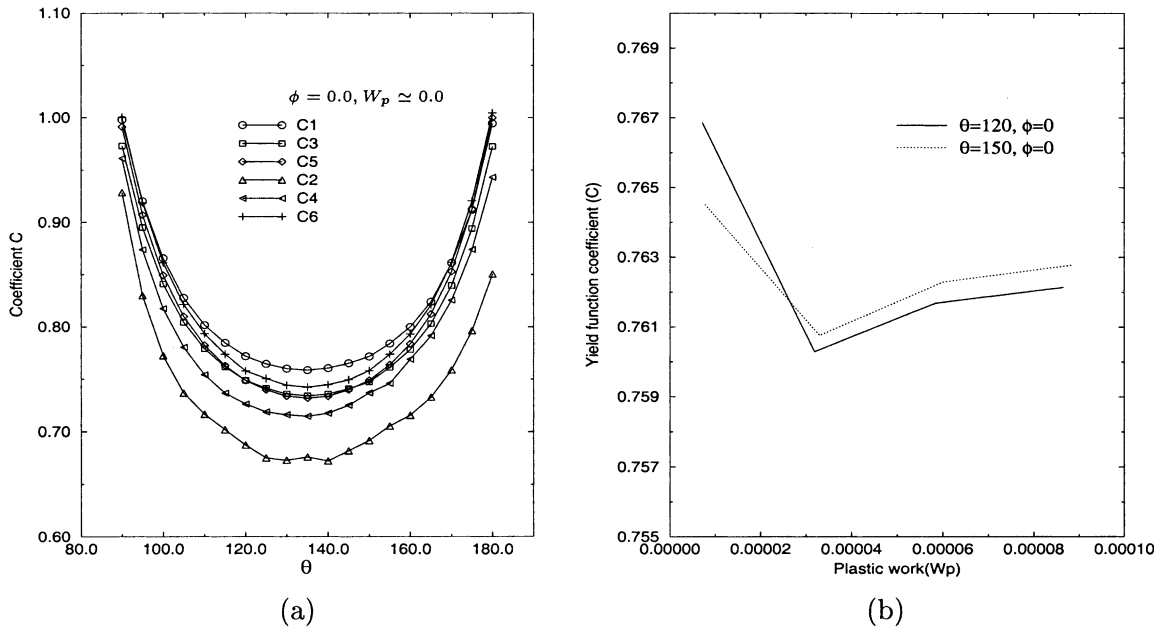 1.10
1.00
0.90
0.80
0.70
0.60
Coefficient C
80.0
100.0
120.0
140.0
160.0
180.0
θ
ϕ = 0.0, Wp ≃ 0.0
C1
C3
C5
C2
C4
C6
(a)
0.769
0.767
0.765
0.763
0.761
0.759
0.757
0.755
Yield function coefficient (C)
0.00000
0.00002
0.00004
0.00006
0.00008
0.00010
Plastic work(Wp)
θ=120, ϕ=0
θ=150, ϕ=0
(b)